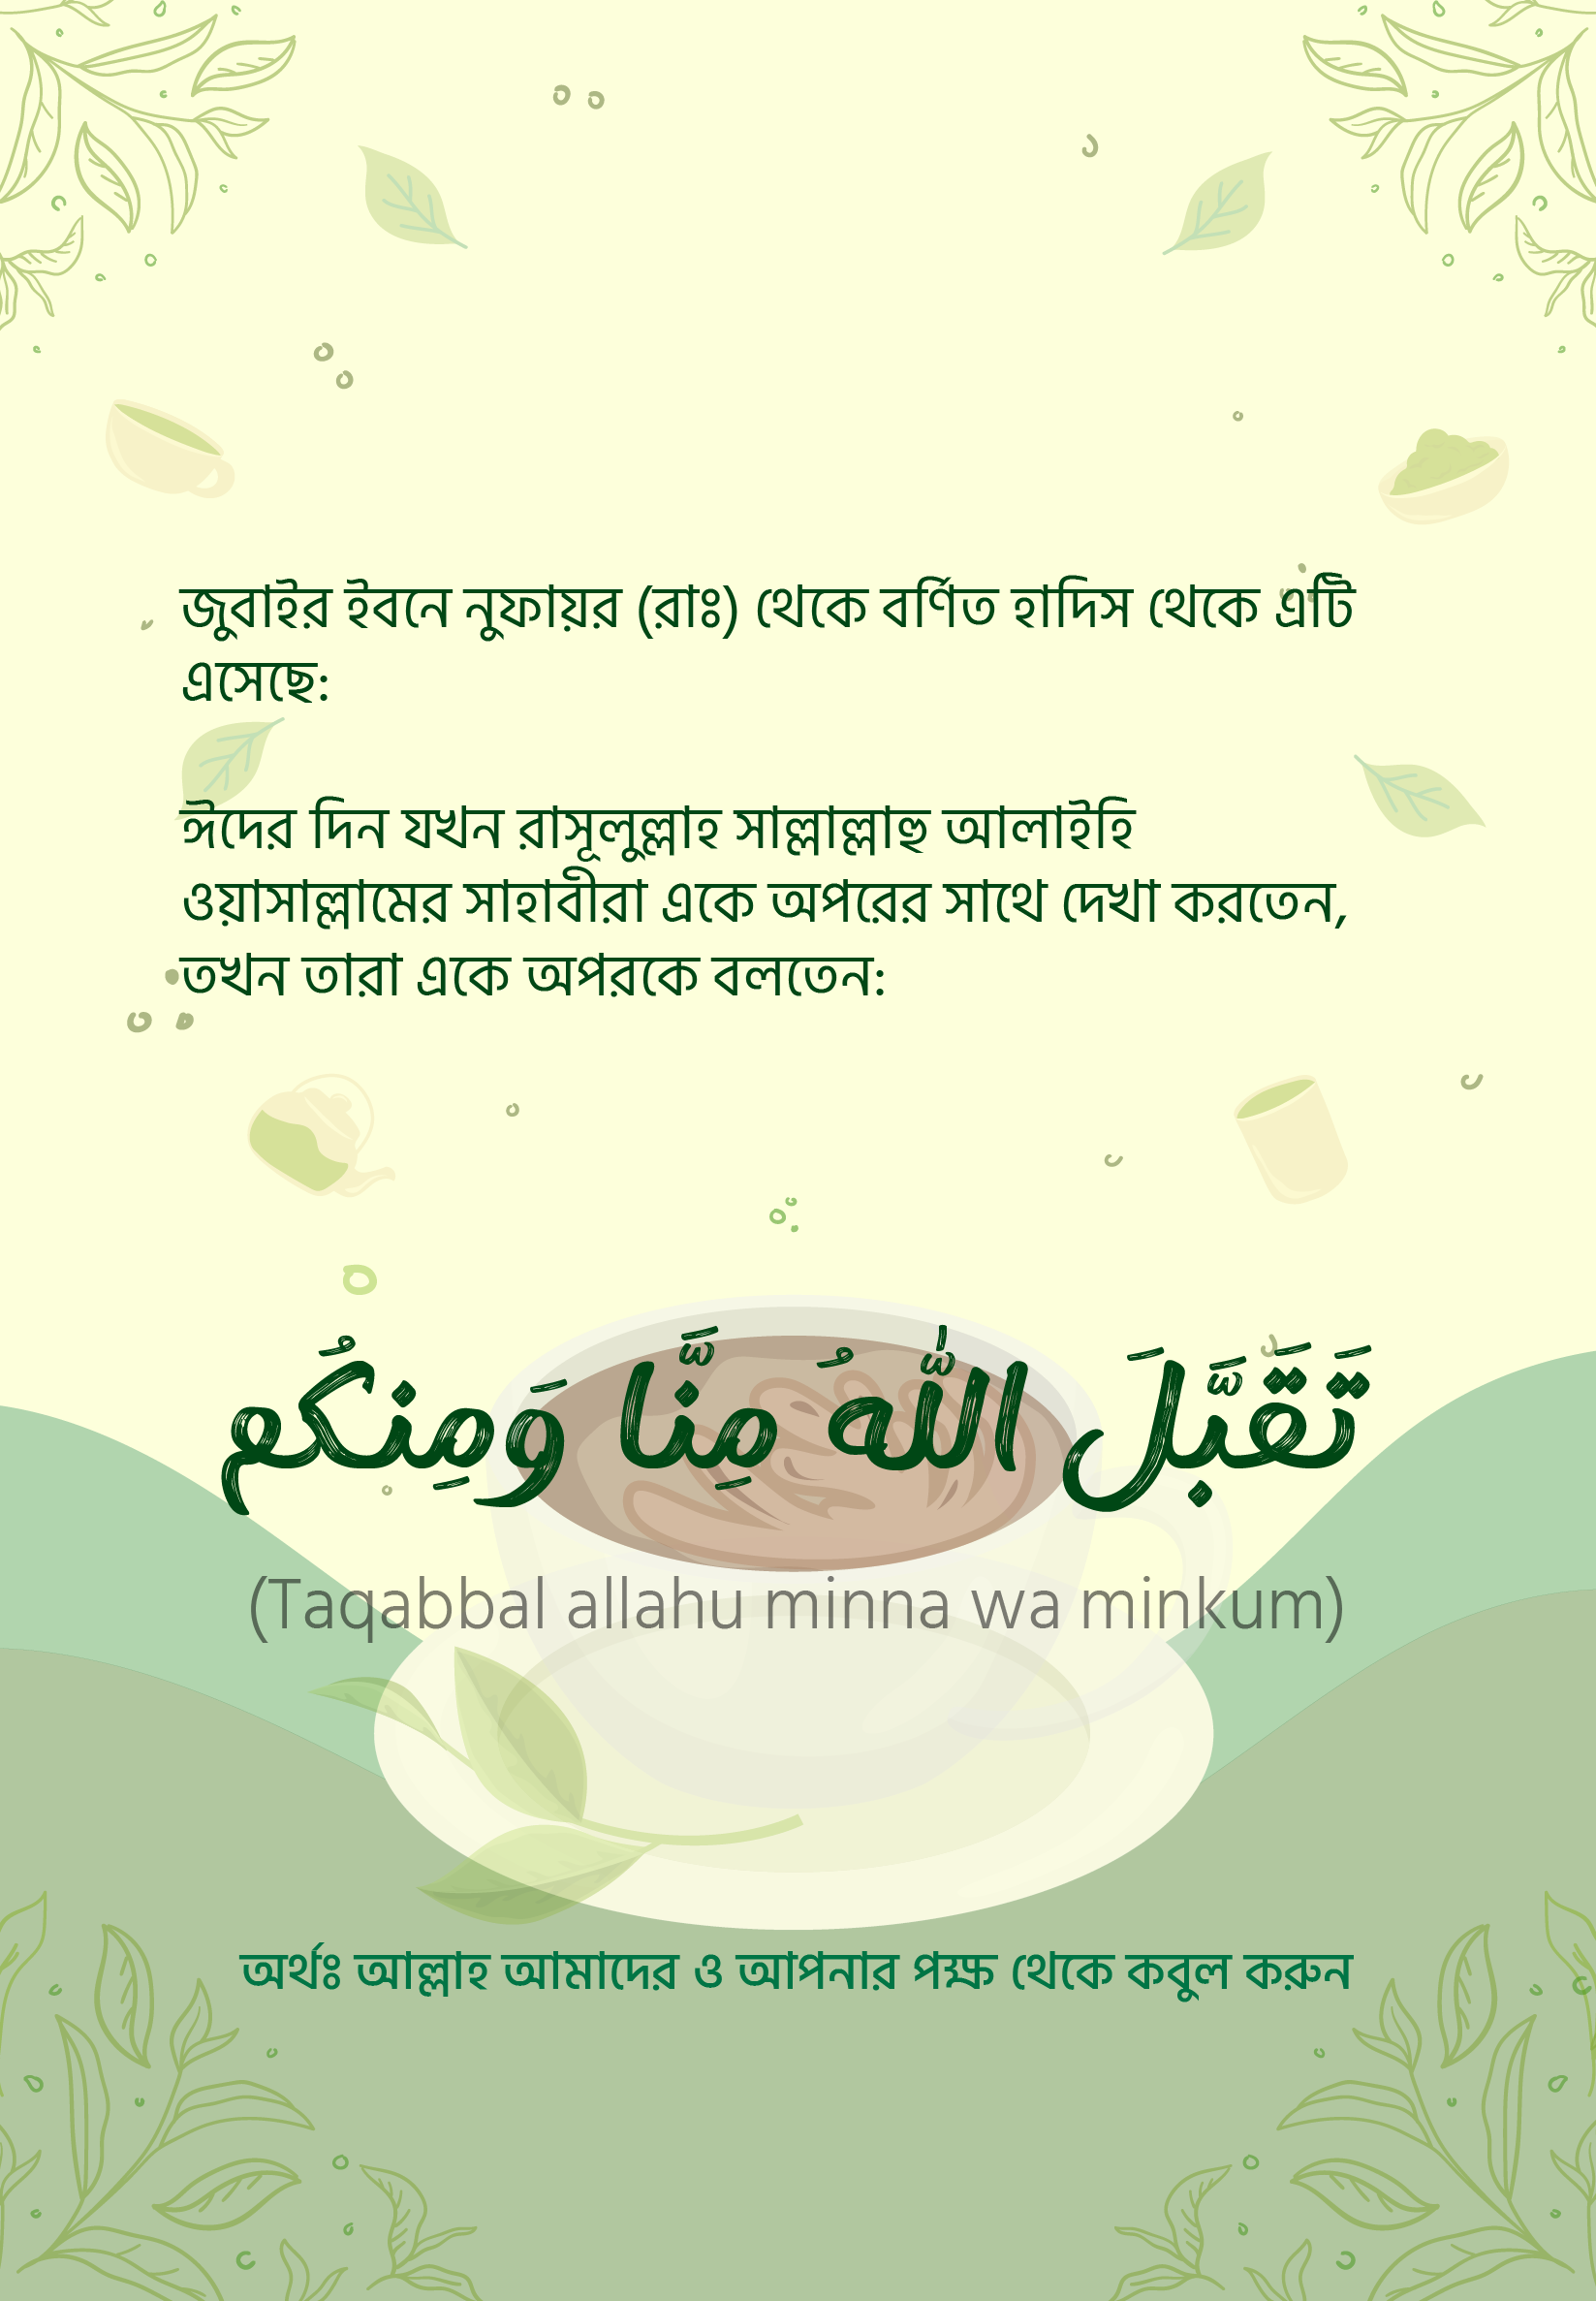 জুবাইর ইবনে নুফায়র (রাঃ) থেকে বর্ণিত হাদিস থেকে এটি
এসেছে:
ঈদের দিন যখন রাসূলুল্লাহ সাল্লাল্লাহু আলাইহি
ওয়াসাল্লামের সাহাবীরা একে অপরের সাথে দেখা করতেন,
তখন তারা একে অপরকে বলতেন:
تَقَبَّلَ اللّٰهُ مِنَّا وَمِنكُم
(Taqabbal allahu minna wa minkum)
অর্থঃ আল্লাহ আমাদের ও আপনার পক্ষ থেকে কবুল করুন